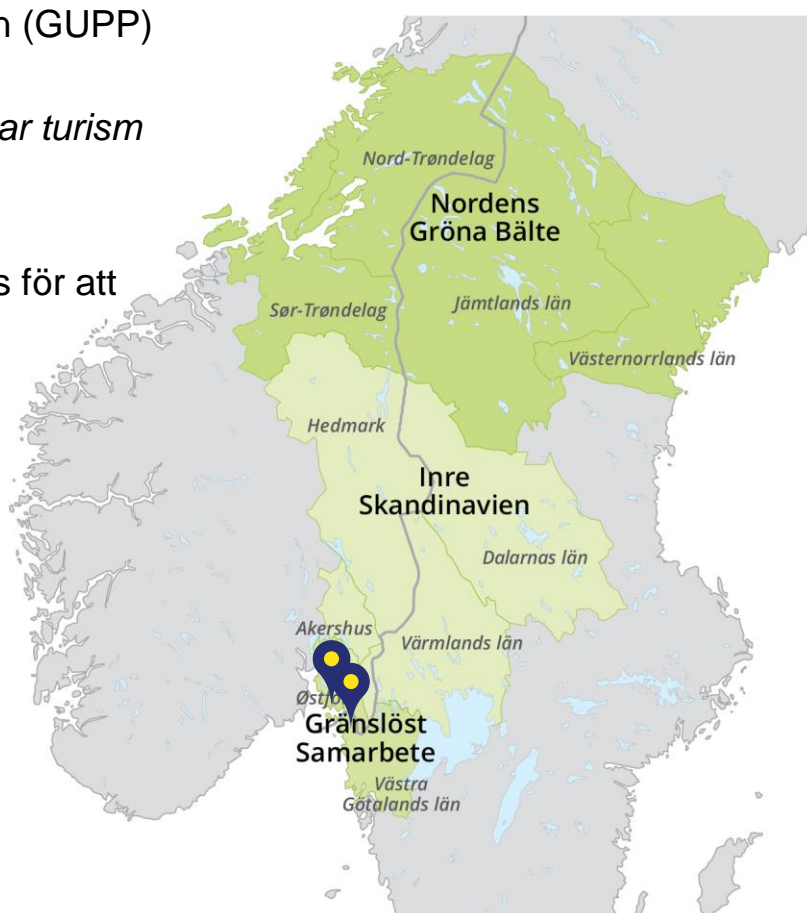 n (GUPP)
ar turism
s för att
Nord-Trøndelag
Nordens
Gröna Bälte
Sør-Trøndelag
Jämtlands län
Västernorrlands län
Hedmark
Inre
Skandinavien
Dalarnas län
Akershus
Värmlands län
Gränslöst
Samarbete
Västra
Götalands län